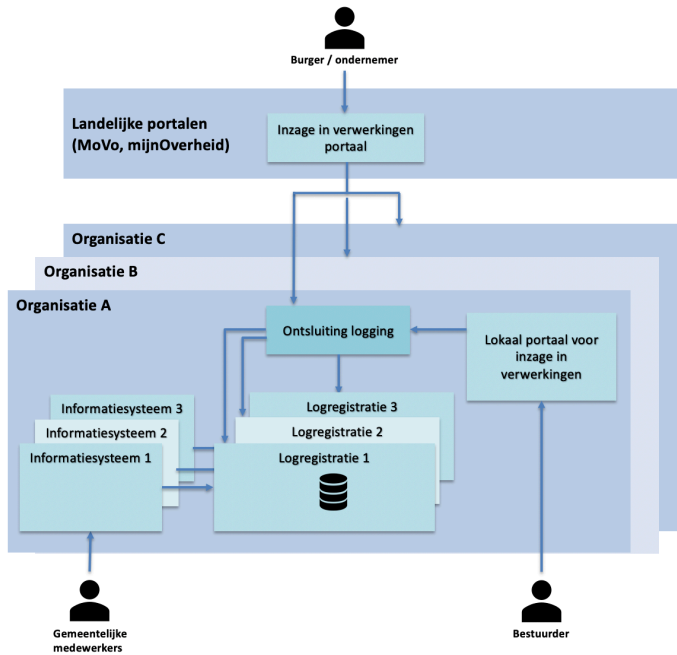 Burger / ondernemer
Landelijke portalen
(MoVo, mijnOverheid)
Inzage in verwerkingen
portaal
Organisatie C
Organisatie B
Organisatie A
Ontsluiting logging
Lokaal portaal voor
inzage in
verwerkingen
Informatiesysteem 3
Informatiesysteem 2
Informatiesysteem 1
Logregistratie 3
Logregistratie 2
Logregistratie 1
Gemeentelijke
medewerkers
Bestuurder